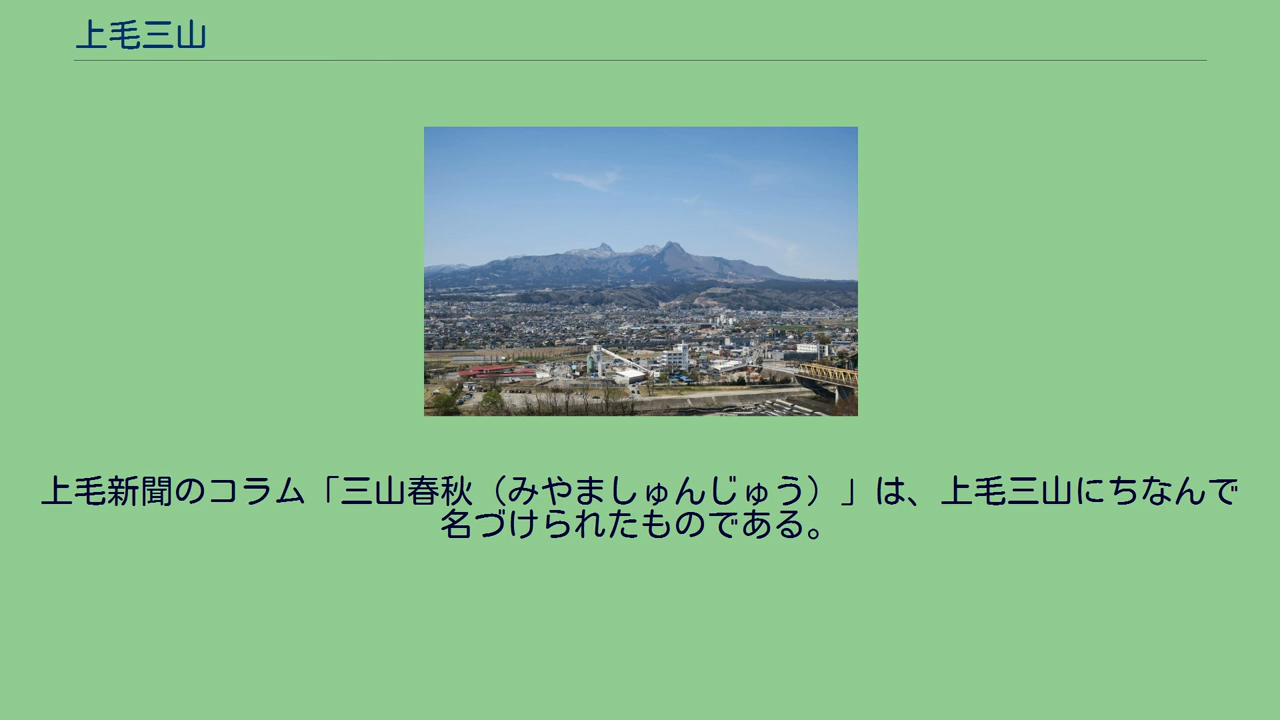 上毛三山
上毛新聞のコラム「三山春秋（みやましゅんじゅう）」は、上毛三山にちなんで
名づけられたものである。